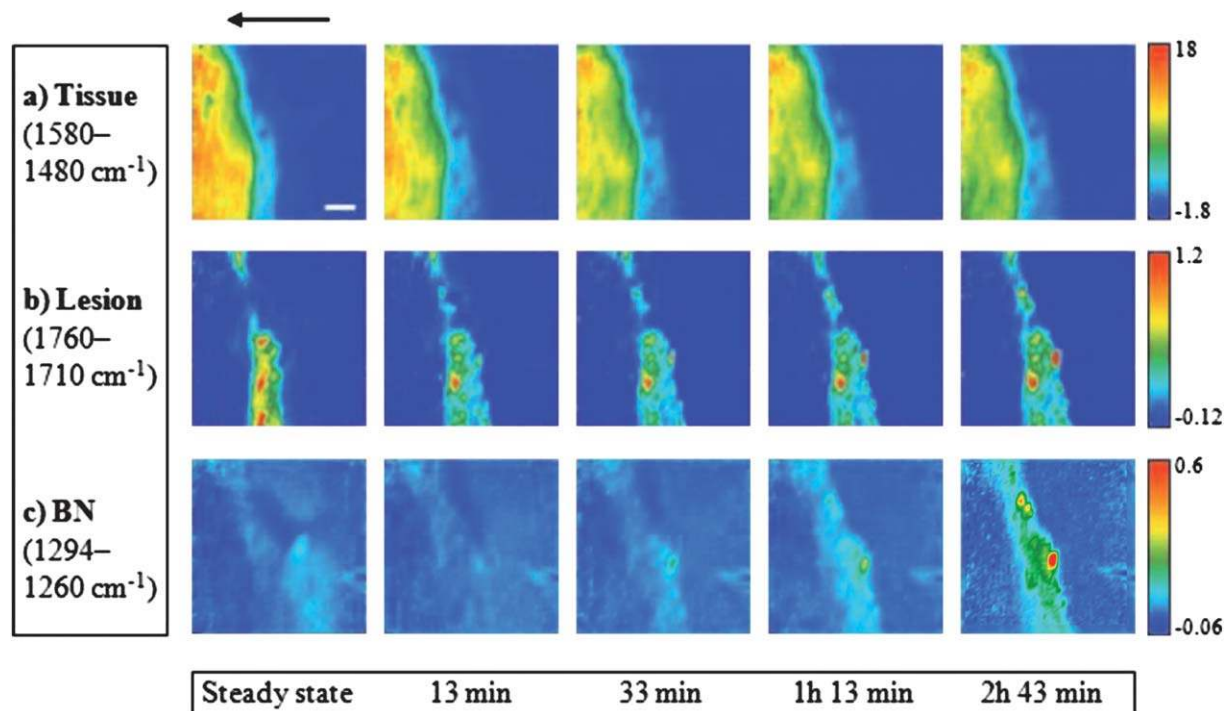 a) Tissue
(1580–
1480 cm⁻¹)
18
-1.8
b) Lesion
(1760–
1710 cm⁻¹)
1.2
-0.12
c) BN
(1294–
1260 cm⁻¹)
0.6
-0.06
Steady state 13 min 33 min 1h 13 min 2h 43 min